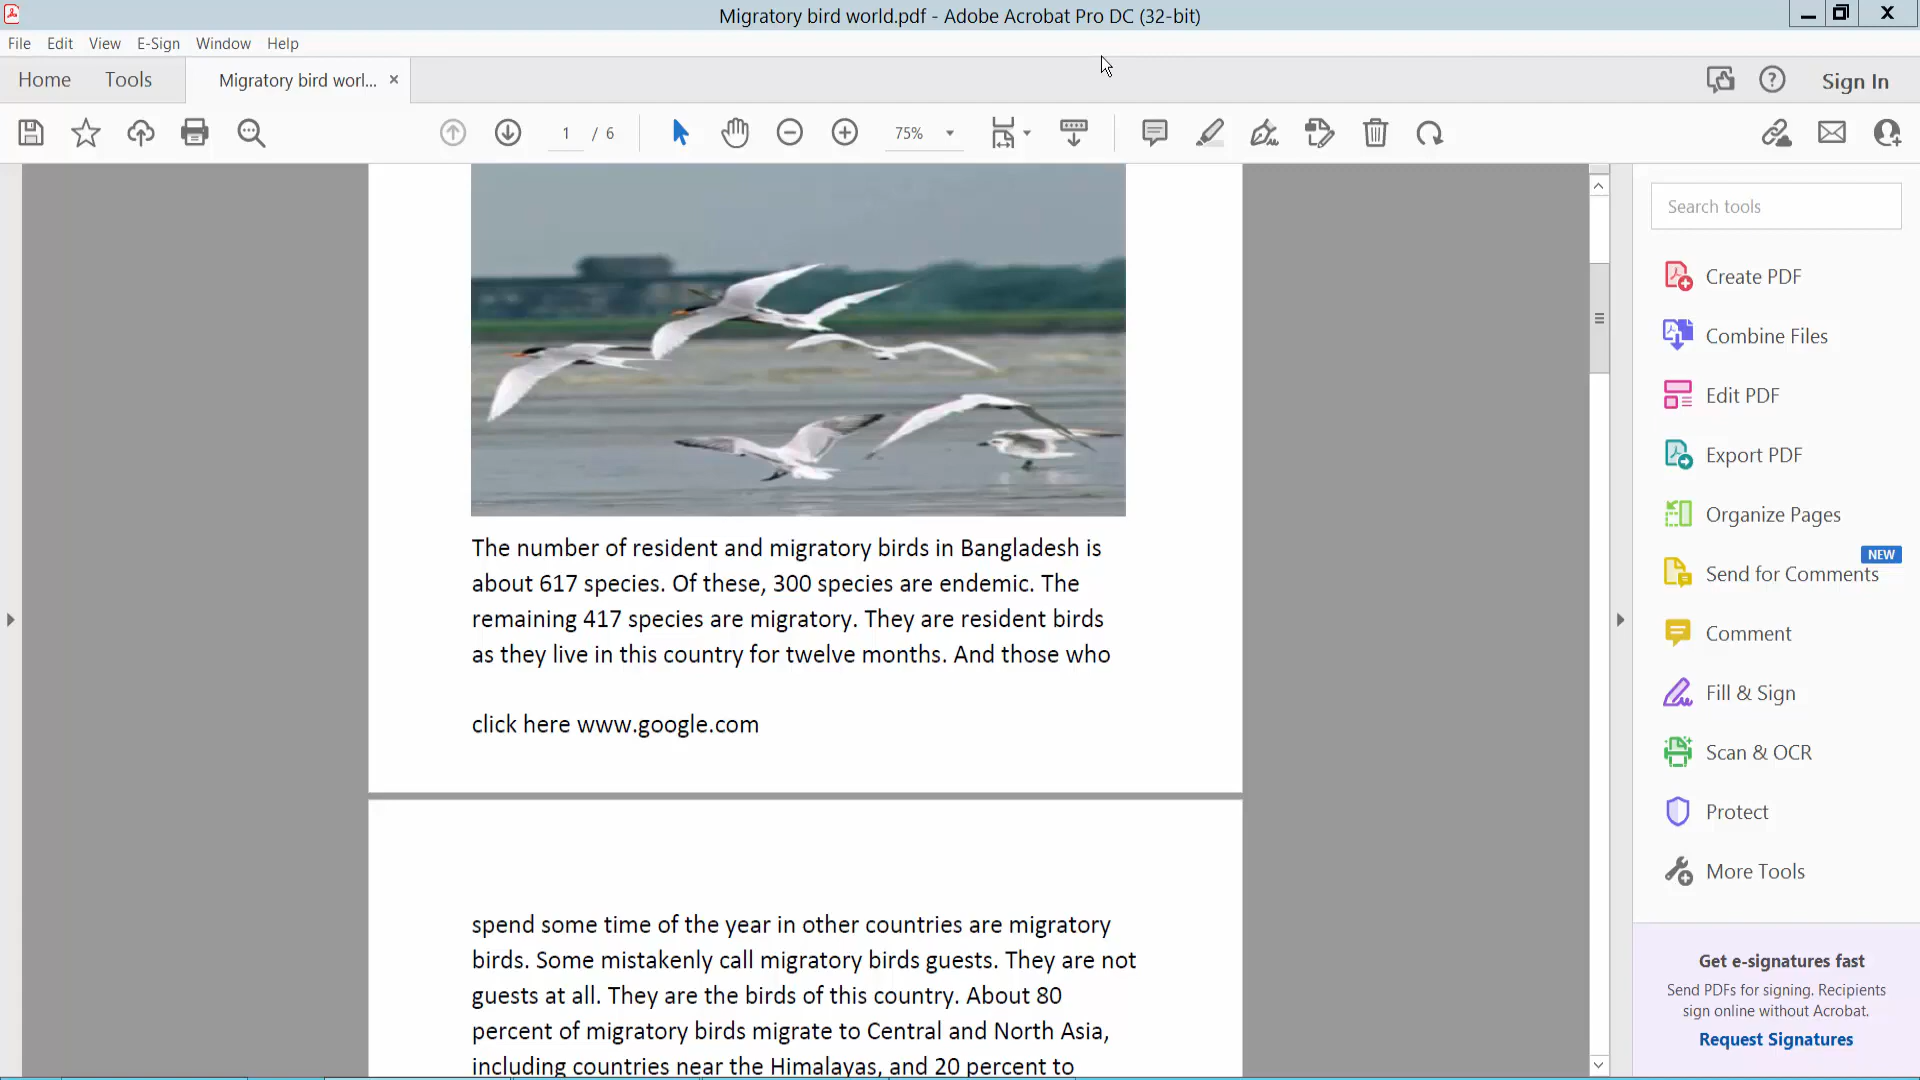 Migratory bird world.pdf - Adobe Acrobat Pro DC (32-bit)
File Edit View E-Sign Window Help
Home Tools Migratory bird worl... × Sign In
1 / 6 75%
The number of resident and migratory birds in Bangladesh is
about 617 species. Of these, 300 species are endemic. The
remaining 417 species are migratory. They are resident birds
as they live in this country for twelve months. And those who
click here www.google.com
spend some time of the year in other countries are migratory
birds. Some mistakenly call migratory birds guests. They are not
guests at all. They are the birds of this country. About 80
percent of migratory birds migrate to Central and North Asia,
including countries near the Himalayas, and 20 percent to
Search tools
Create PDF
Combine Files
Edit PDF
Export PDF
Organize Pages
NEW
Send for Comments
Comment
Fill & Sign
Scan & OCR
Protect
More Tools
Get e-signatures fast
Send PDFs for signing. Recipients
sign online without Acrobat.
Request Signatures